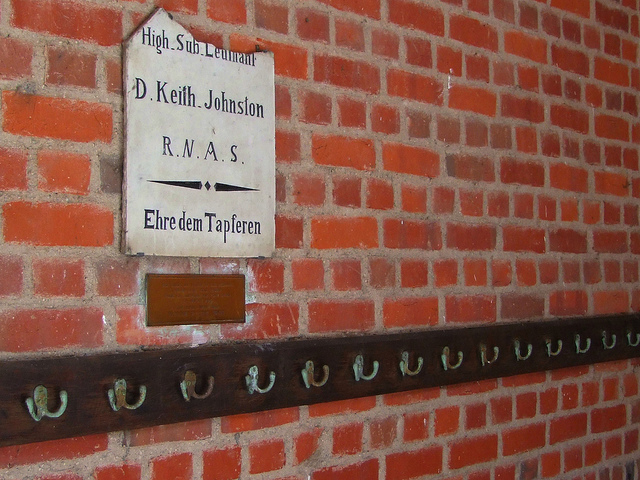 High. Sub. Leutnant
D. Keith. Johnston
R. N. A. S.
Ehre dem Tapferen